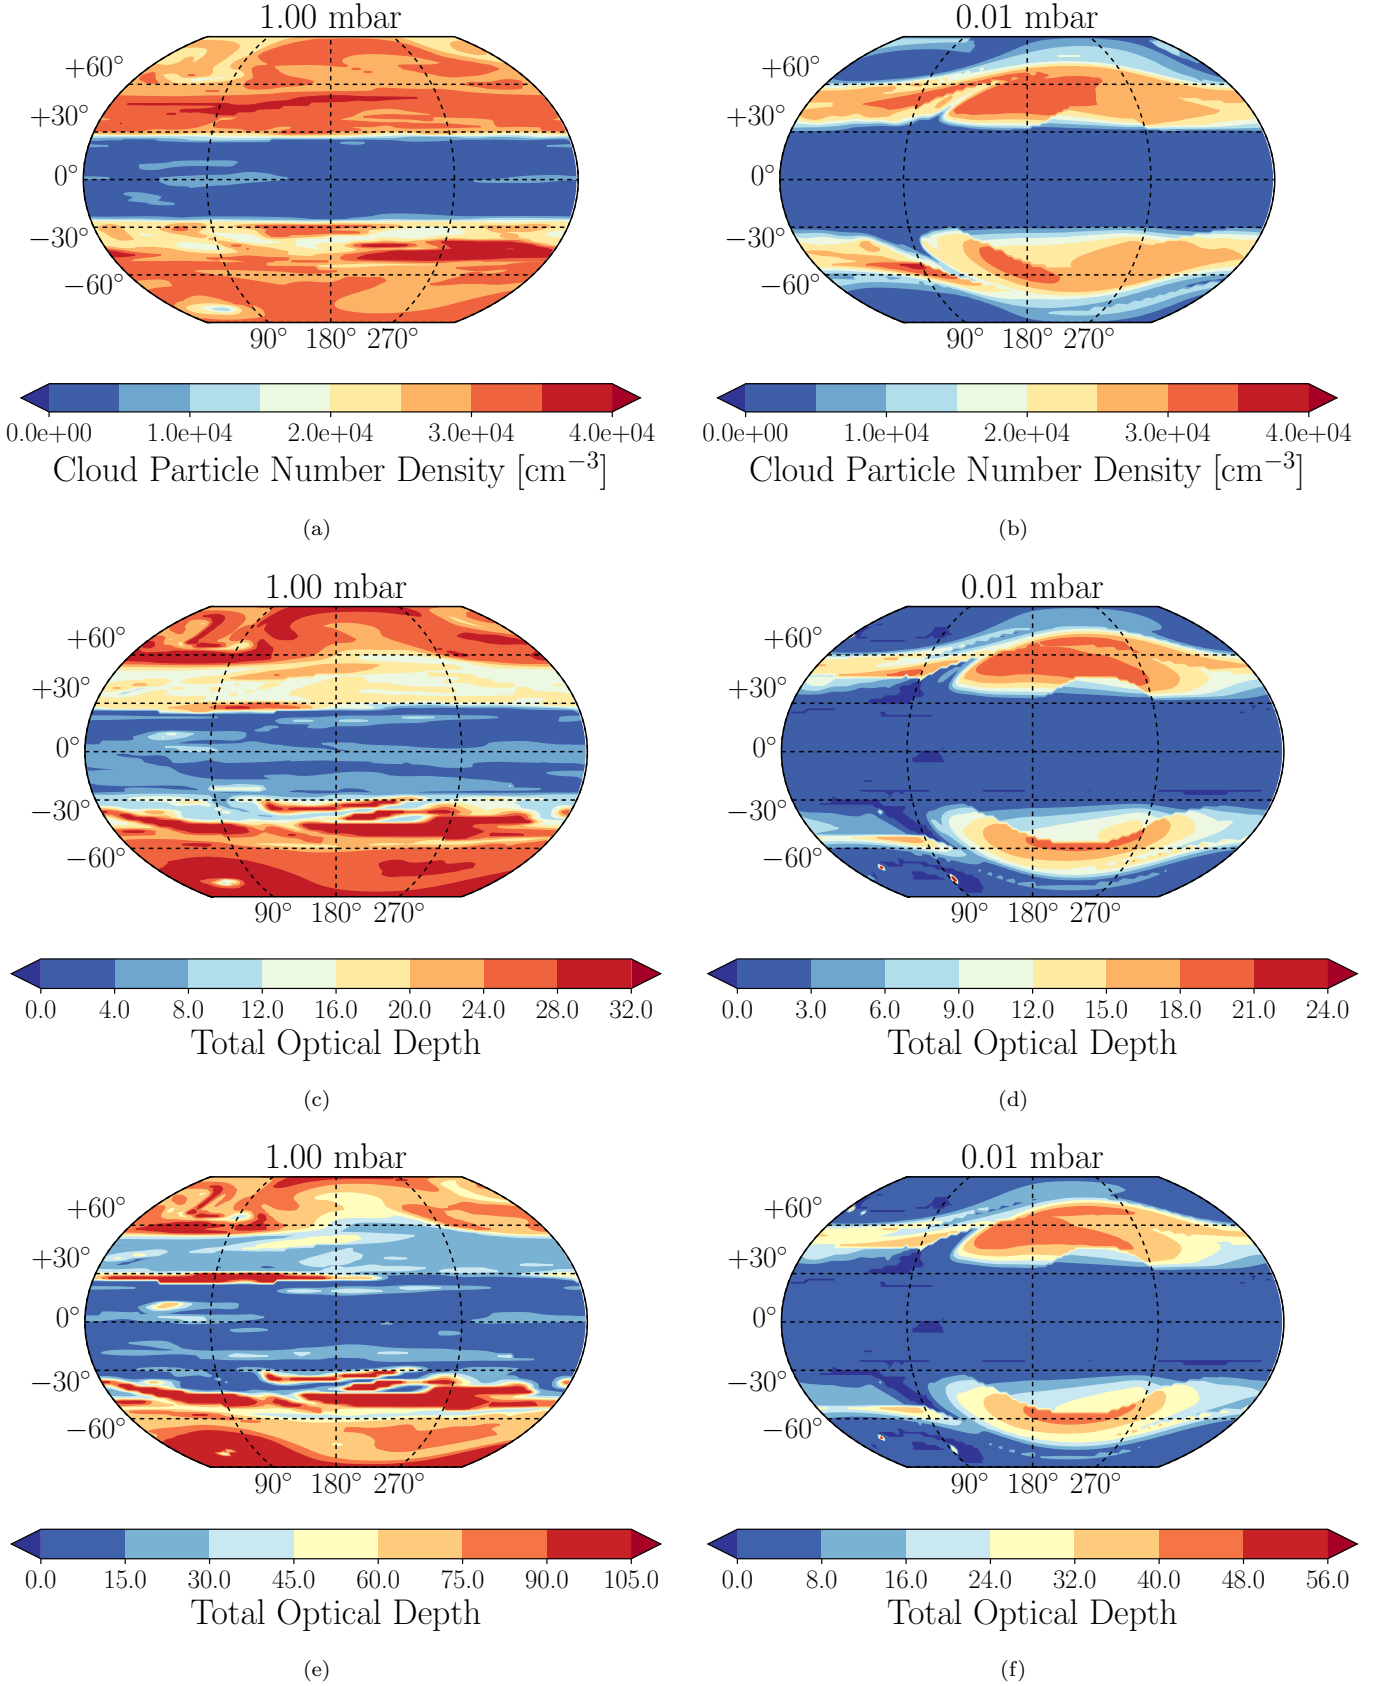 1.00 mbar
+60°
+30°
0°
−30°
−60°
90° 180° 270°
0.0e+00 1.0e+04 2.0e+04 3.0e+04 4.0e+04
Cloud Particle Number Density [cm⁻³]
(a)
0.01 mbar
+60°
+30°
0°
−30°
−60°
90° 180° 270°
0.0e+00 1.0e+04 2.0e+04 3.0e+04 4.0e+04
Cloud Particle Number Density [cm⁻³]
(b)
1.00 mbar
+60°
+30°
0°
−30°
−60°
90° 180° 270°
0.0 4.0 8.0 12.0 16.0 20.0 24.0 28.0 32.0
Total Optical Depth
(c)
0.01 mbar
+60°
+30°
0°
−30°
−60°
90° 180° 270°
0.0 3.0 6.0 9.0 12.0 15.0 18.0 21.0 24.0
Total Optical Depth
(d)
1.00 mbar
+60°
+30°
0°
−30°
−60°
90° 180° 270°
0.0 15.0 30.0 45.0 60.0 75.0 90.0 105.0
Total Optical Depth
(e)
0.01 mbar
+60°
+30°
0°
−30°
−60°
90° 180° 270°
0.0 8.0 16.0 24.0 32.0 40.0 48.0 56.0
Total Optical Depth
(f)